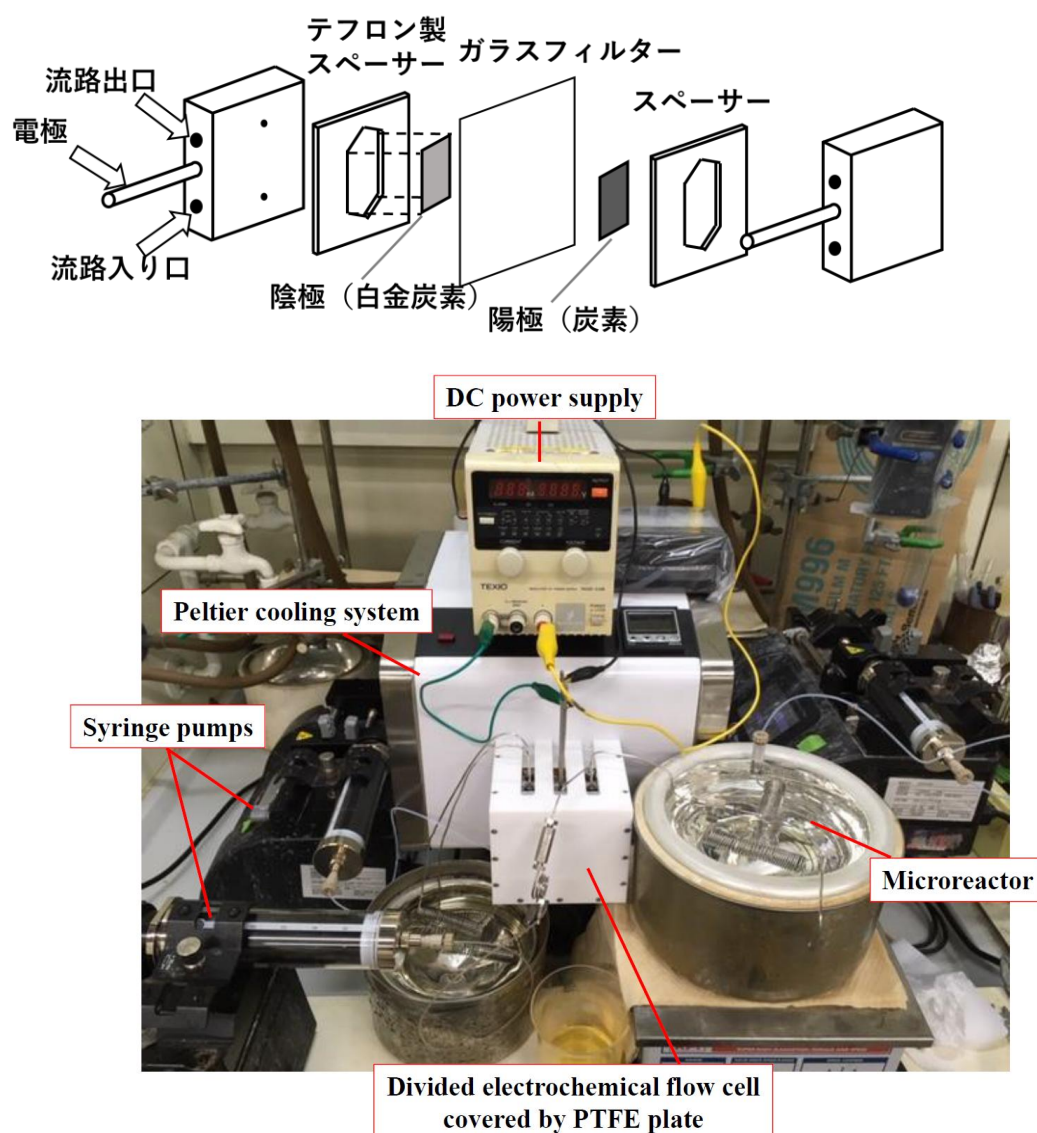 テフロン製
スペーサー
ガラスフィルター
流路出口
スペーサー
電極
流路入り口
陰極（白金炭素）
陽極（炭素）
DC power supply
TEXIO
Peltier cooling system
Syringe pumps
Microreactor
Divided electrochemical flow cell
covered by PTFE plate